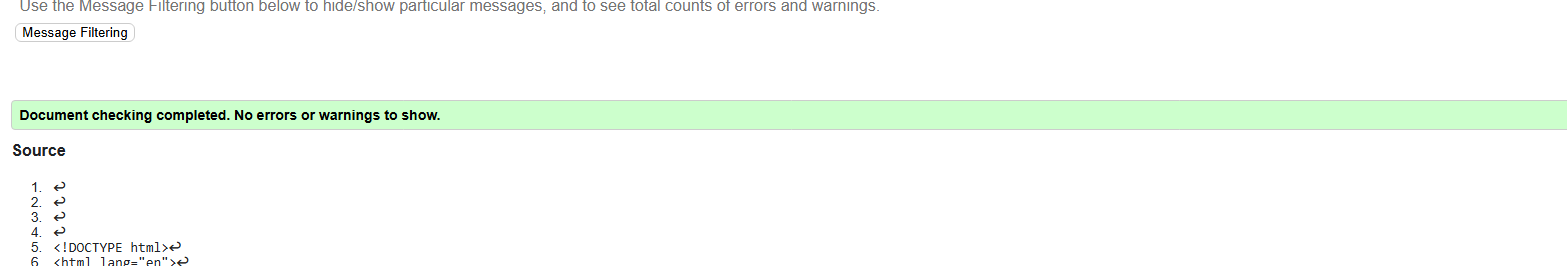 Use the Message Filtering button below to hide/show particular messages, and to see total counts of errors and warnings.
Message Filtering
Document checking completed. No errors or warnings to show.
Source
1. ↩
2. ↩
3. ↩
4. ↩
5. <!DOCTYPE html>↩
6. <html lang="en">↩